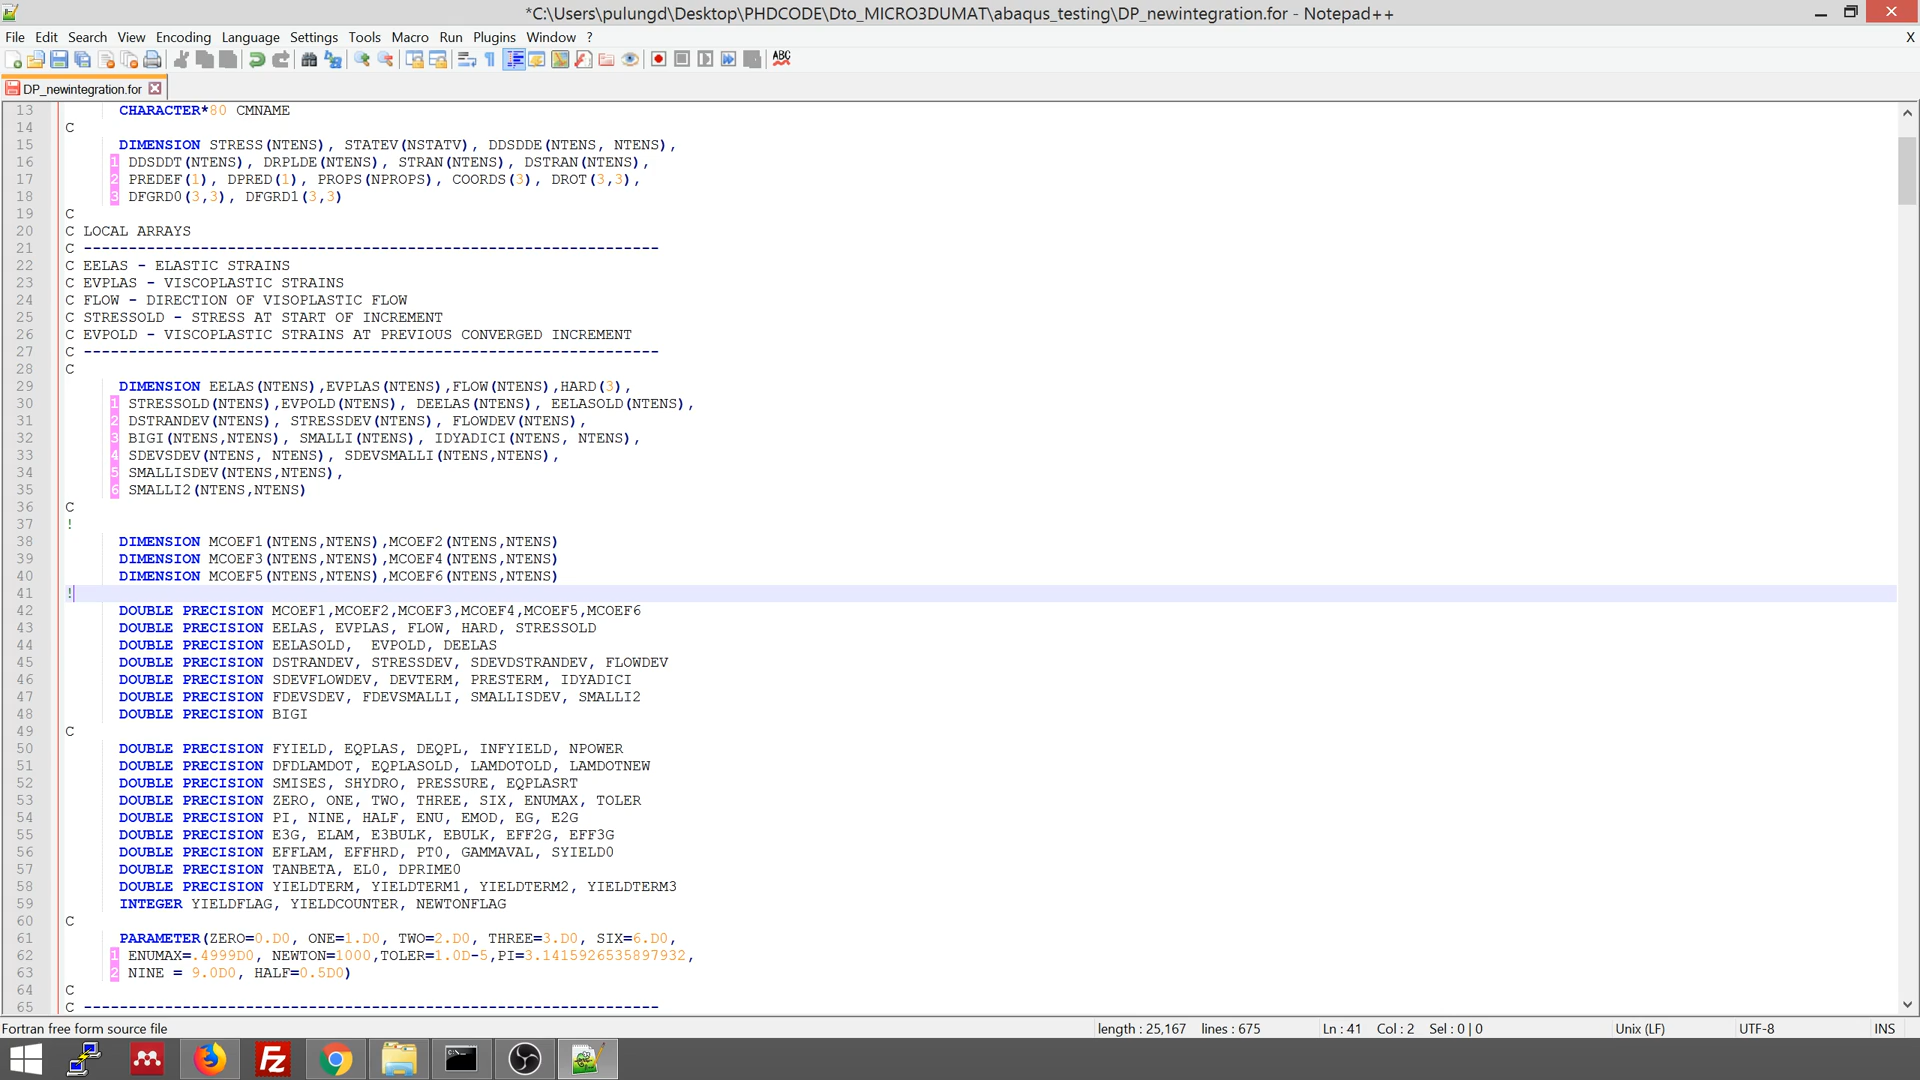 *C:\Users\pulungd\Desktop\PHDCODE\Dto_MICRO3DUMAT\abaqus_testing\DP_newintegration.for - Notepad++
File Edit Search View Encoding Language Settings Tools Macro Run Plugins Window ? X
ABC
DP_newintegration.for
13 CHARACTER*80 CMNAME
14 C
15 DIMENSION STRESS(NTENS), STATEV(NSTATV), DDSDDE(NTENS, NTENS),
16 1 DDSDDT(NTENS), DRPLDE(NTENS), STRAN(NTENS), DSTRAN(NTENS),
17 2 PREDEF(1), DPRED(1), PROPS(NPROPS), COORDS(3), DROT(3,3),
18 3 DFGRD0(3,3), DFGRD1(3,3)
19 C
20 C LOCAL ARRAYS
21 C ----------------------------------------------------------------
22 C EELAS - ELASTIC STRAINS
23 C EVPLAS - VISCOPLASTIC STRAINS
24 C FLOW - DIRECTION OF VISOPLASTIC FLOW
25 C STRESSOLD - STRESS AT START OF INCREMENT
26 C EVPOLD - VISCOPLASTIC STRAINS AT PREVIOUS CONVERGED INCREMENT
27 C ----------------------------------------------------------------
28 C
29 DIMENSION EELAS(NTENS),EVPLAS(NTENS),FLOW(NTENS),HARD(3),
30 1 STRESSOLD(NTENS),EVPOLD(NTENS), DEELAS(NTENS), EELASOLD(NTENS),
31 2 DSTRANDEV(NTENS), STRESSDEV(NTENS), FLOWDEV(NTENS),
32 3 BIGI(NTENS,NTENS), SMALLI(NTENS), IDYADICI(NTENS, NTENS),
33 4 SDEVSDEV(NTENS, NTENS), SDEVSMALLI(NTENS,NTENS),
34 5 SMALLISDEV(NTENS,NTENS),
35 6 SMALLI2(NTENS,NTENS)
36 C
37 !
38 DIMENSION MCOEF1(NTENS,NTENS),MCOEF2(NTENS,NTENS)
39 DIMENSION MCOEF3(NTENS,NTENS),MCOEF4(NTENS,NTENS)
40 DIMENSION MCOEF5(NTENS,NTENS),MCOEF6(NTENS,NTENS)
41 !
42 DOUBLE PRECISION MCOEF1,MCOEF2,MCOEF3,MCOEF4,MCOEF5,MCOEF6
43 DOUBLE PRECISION EELAS, EVPLAS, FLOW, HARD, STRESSOLD
44 DOUBLE PRECISION EELASOLD, EVPOLD, DEELAS
45 DOUBLE PRECISION DSTRANDEV, STRESSDEV, SDEVDSTRANDEV, FLOWDEV
46 DOUBLE PRECISION SDEVFLOWDEV, DEVTERM, PRESTERM, IDYADICI
47 DOUBLE PRECISION FDEVSDEV, FDEVSMALLI, SMALLISDEV, SMALLI2
48 DOUBLE PRECISION BIGI
49 C
50 DOUBLE PRECISION FYIELD, EQPLAS, DEQPL, INFYIELD, NPOWER
51 DOUBLE PRECISION DFDLAMDOT, EQPLASOLD, LAMDOTOLD, LAMDOTNEW
52 DOUBLE PRECISION SMISES, SHYDRO, PRESSURE, EQPLASRT
53 DOUBLE PRECISION ZERO, ONE, TWO, THREE, SIX, ENUMAX, TOLER
54 DOUBLE PRECISION PI, NINE, HALF, ENU, EMOD, EG, E2G
55 DOUBLE PRECISION E3G, ELAM, E3BULK, EBULK, EFF2G, EFF3G
56 DOUBLE PRECISION EFFLAM, EFFHRD, PT0, GAMMAVAL, SYIELD0
57 DOUBLE PRECISION TANBETA, EL0, DPRIME0
58 DOUBLE PRECISION YIELDTERM, YIELDTERM1, YIELDTERM2, YIELDTERM3
59 INTEGER YIELDFLAG, YIELDCOUNTER, NEWTONFLAG
60 C
61 PARAMETER(ZERO=0.D0, ONE=1.D0, TWO=2.D0, THREE=3.D0, SIX=6.D0,
62 1 ENUMAX=.4999D0, NEWTON=1000,TOLER=1.0D-5,PI=3.1415926535897932,
63 2 NINE = 9.0D0, HALF=0.5D0)
64 C
65 C ----------------------------------------------------------------
Fortran free form source file length : 25,167 lines : 675 Ln : 41 Col : 2 Sel : 0 | 0 Unix (LF) UTF-8 INS